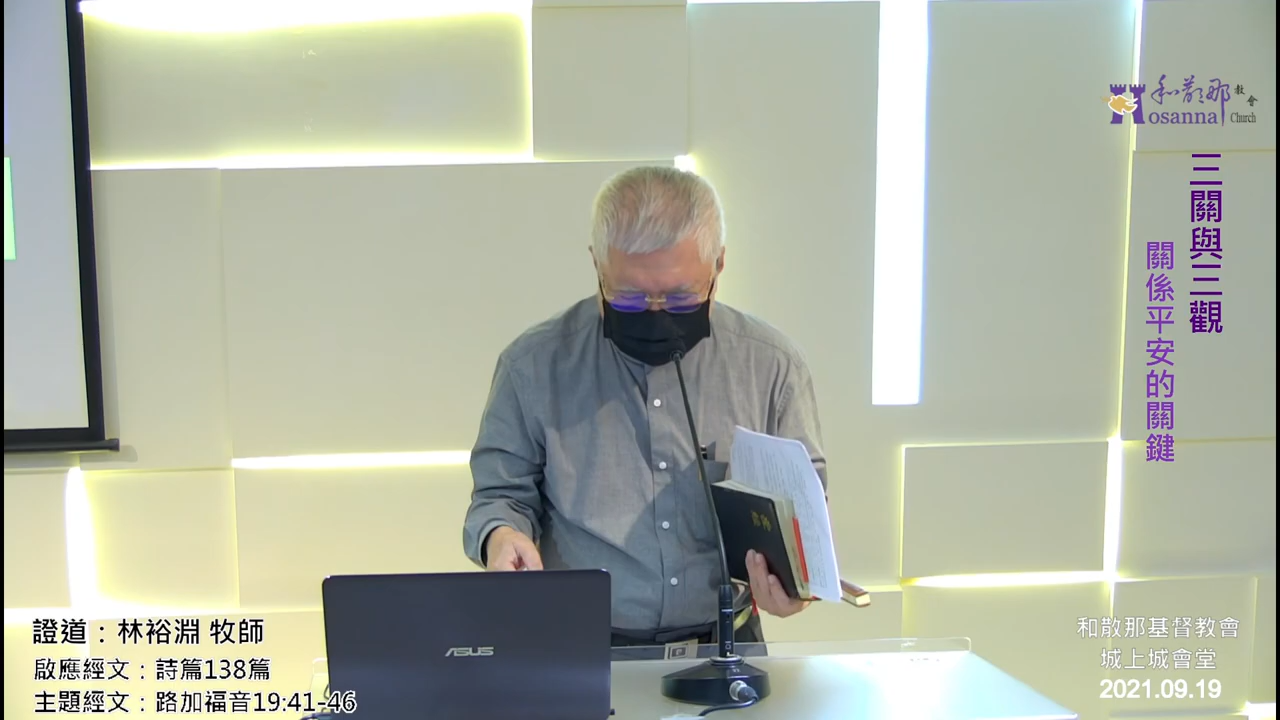 和散那教會
Hosanna Church
三關與三觀
關係平安的關鍵
ASUS
證道：林裕淵 牧師
啟應經文：詩篇138篇
主題經文：路加福音19:41-46
和散那基督教會
城上城會堂
2021.09.19